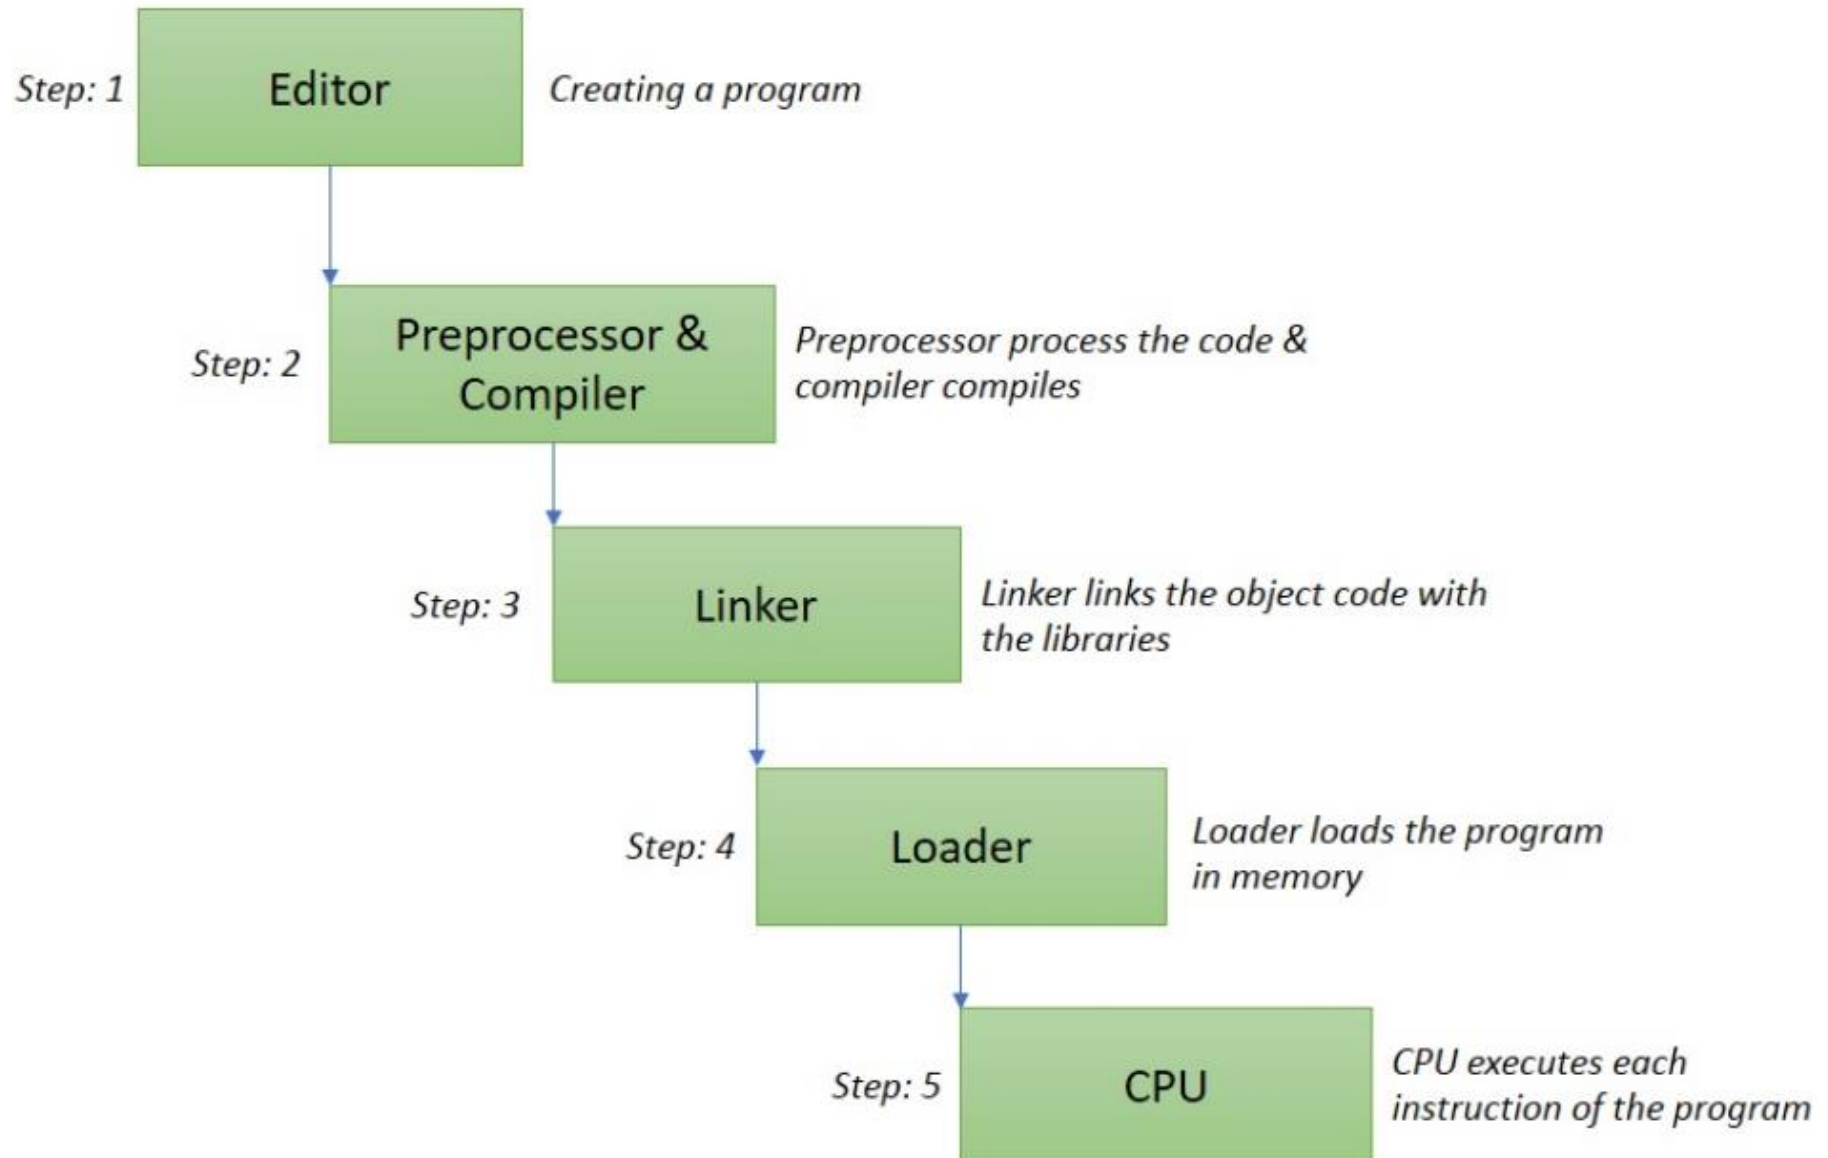 Step: 1
Editor
Creating a program
Step: 2
Preprocessor &
Compiler
Preprocessor process the code &
compiler compiles
Step: 3
Linker
Linker links the object code with
the libraries
Step: 4
Loader
Loader loads the program
in memory
Step: 5
CPU
CPU executes each
instruction of the program